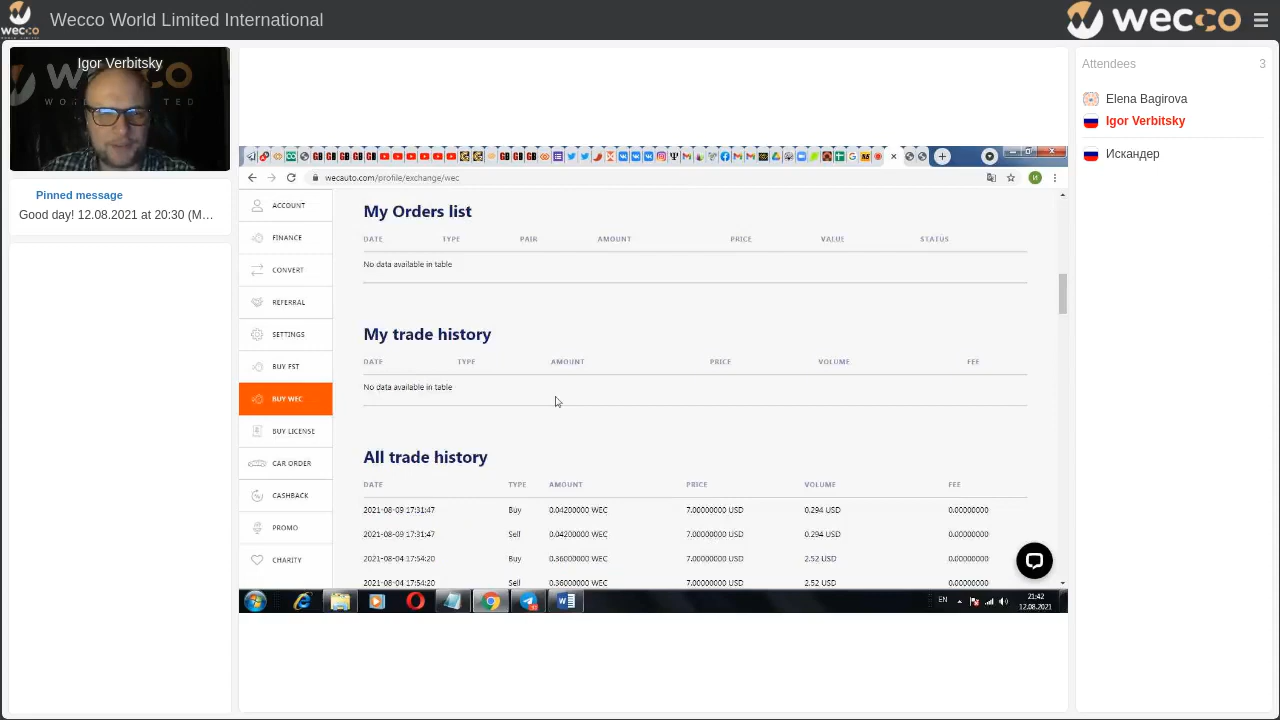 wecco
Wecco World Limited International
wecco
Igor Verbitsky
Pinned message
Good day! 12.08.2021 at 20:30 (M…
Attendees 3
Elena Bagirova
Igor Verbitsky
Искандер
wecauto.com/profile/exchange/wec
ACCOUNT
FINANCE
CONVERT
REFERRAL
SETTINGS
BUY FST
BUY WEC
BUY LICENSE
CAR ORDER
CASHBACK
PROMO
CHARITY
My Orders list
DATE TYPE PAIR AMOUNT PRICE VALUE STATUS
No data available in table
My trade history
DATE TYPE AMOUNT PRICE VOLUME FEE
No data available in table
All trade history
DATE TYPE AMOUNT PRICE VOLUME FEE
2021-08-09 17:31:47 Buy 0.04200000 WEC 7.00000000 USD 0.294 USD 0.00000000
2021-08-09 17:31:47 Sell 0.04200000 WEC 7.00000000 USD 0.294 USD 0.00000000
2021-08-04 17:54:20 Buy 0.36000000 WEC 7.00000000 USD 2.52 USD 0.00000000
2021-08-04 17:54:20 Sell 0.36000000 WEC 7.00000000 USD 2.52 USD 0.00000000
EN
21:42
12.08.2021